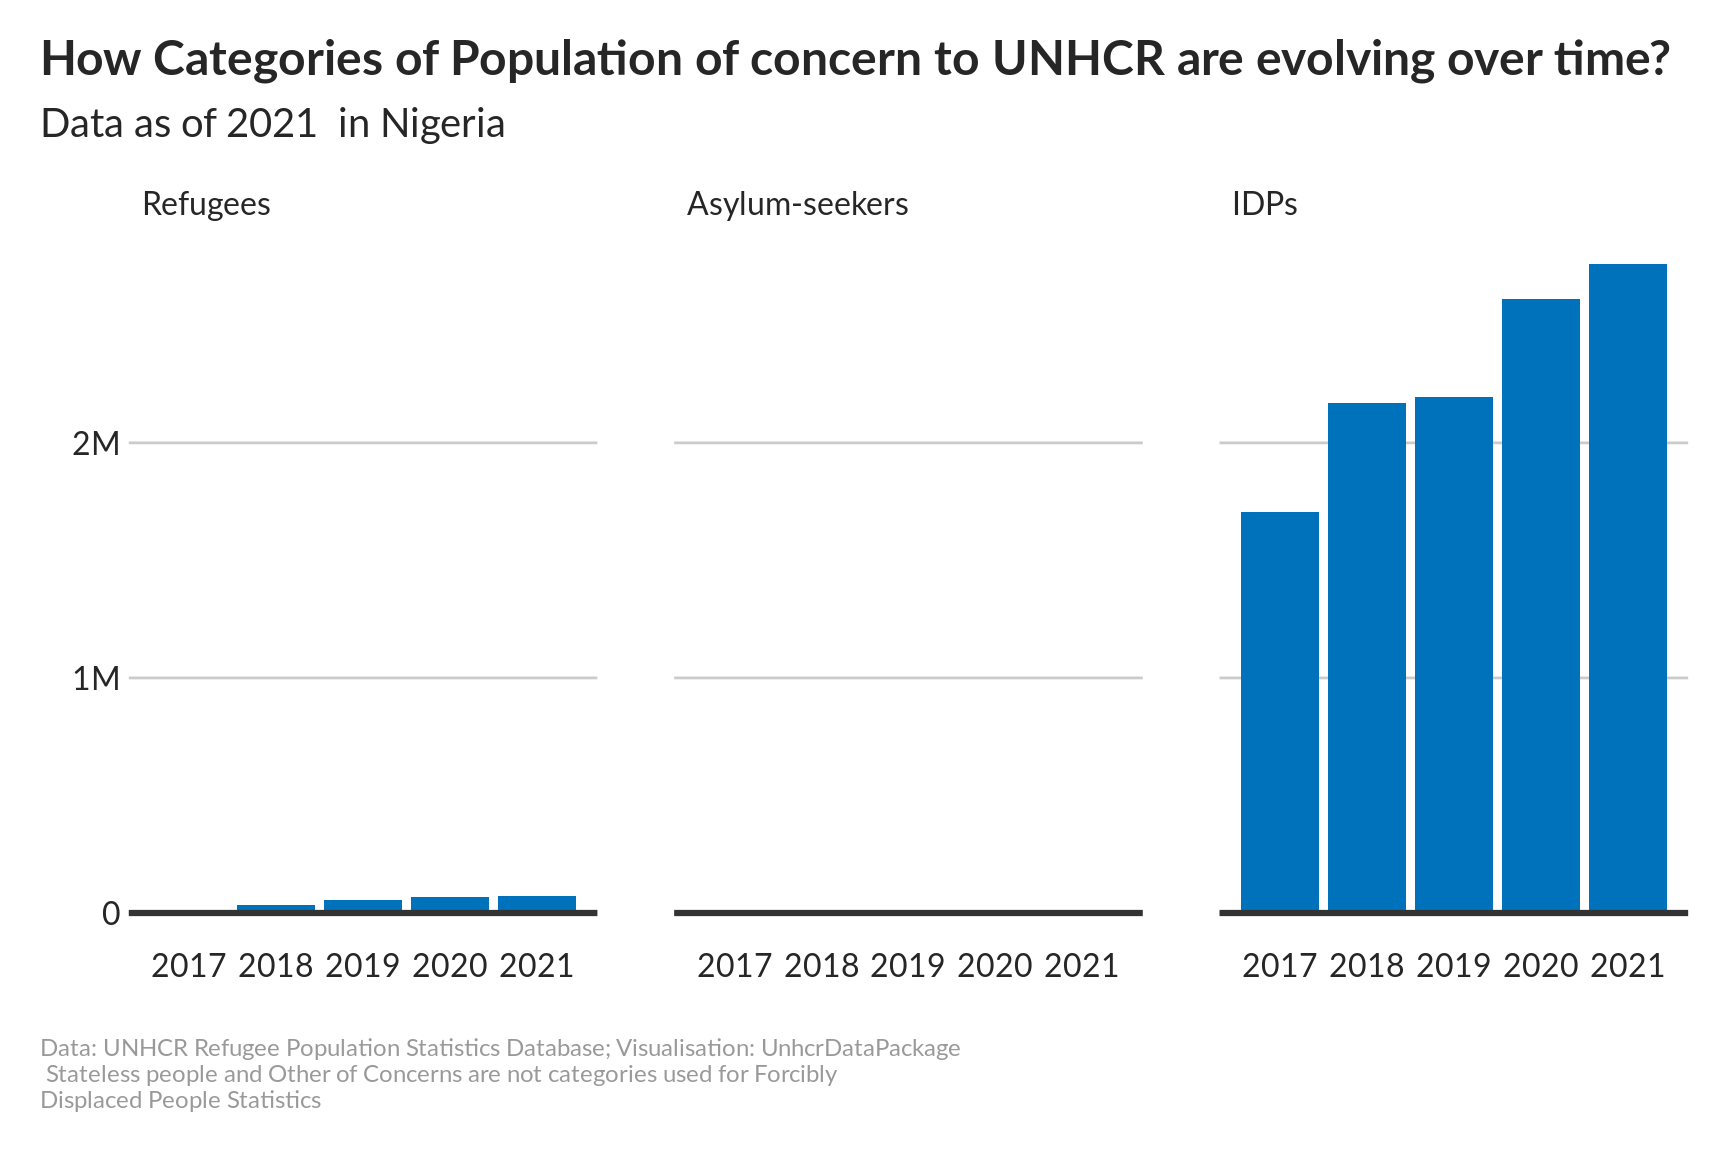 How Categories of Population of concern to UNHCR are evolving over time?
Data as of 2021  in Nigeria
Refugees
Asylum-seekers
IDPs
2M
1M
0
2017 2018 2019 2020 2021
2017 2018 2019 2020 2021
2017 2018 2019 2020 2021
Data: UNHCR Refugee Population Statistics Database; Visualisation: UnhcrDataPackage
Stateless people and Other of Concerns are not categories used for Forcibly
Displaced People Statistics